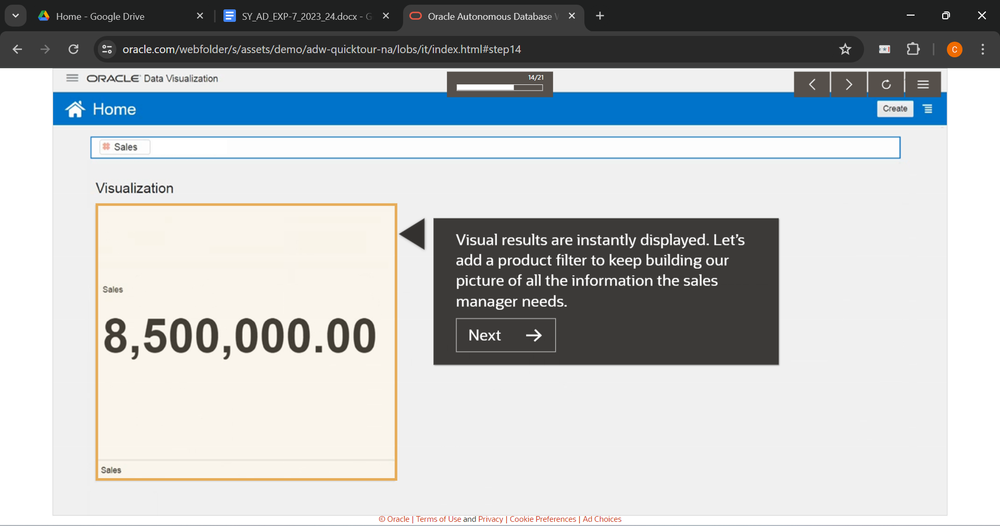 Home - Google Drive
SY_AD_EXP-7_2023_24.docx - G
Oracle Autonomous Database
oracle.com/webfolder/s/assets/demo/adw-quicktour-na/lobs/it/index.html#step14
C
ORACLE Data Visualization
14/21
Home
Create
# Sales
Visualization
Visual results are instantly displayed. Let's
add a product filter to keep building our
picture of all the information the sales
manager needs.
Next →
Sales
8,500,000.00
Sales
© Oracle | Terms of Use and Privacy | Cookie Preferences | Ad Choices